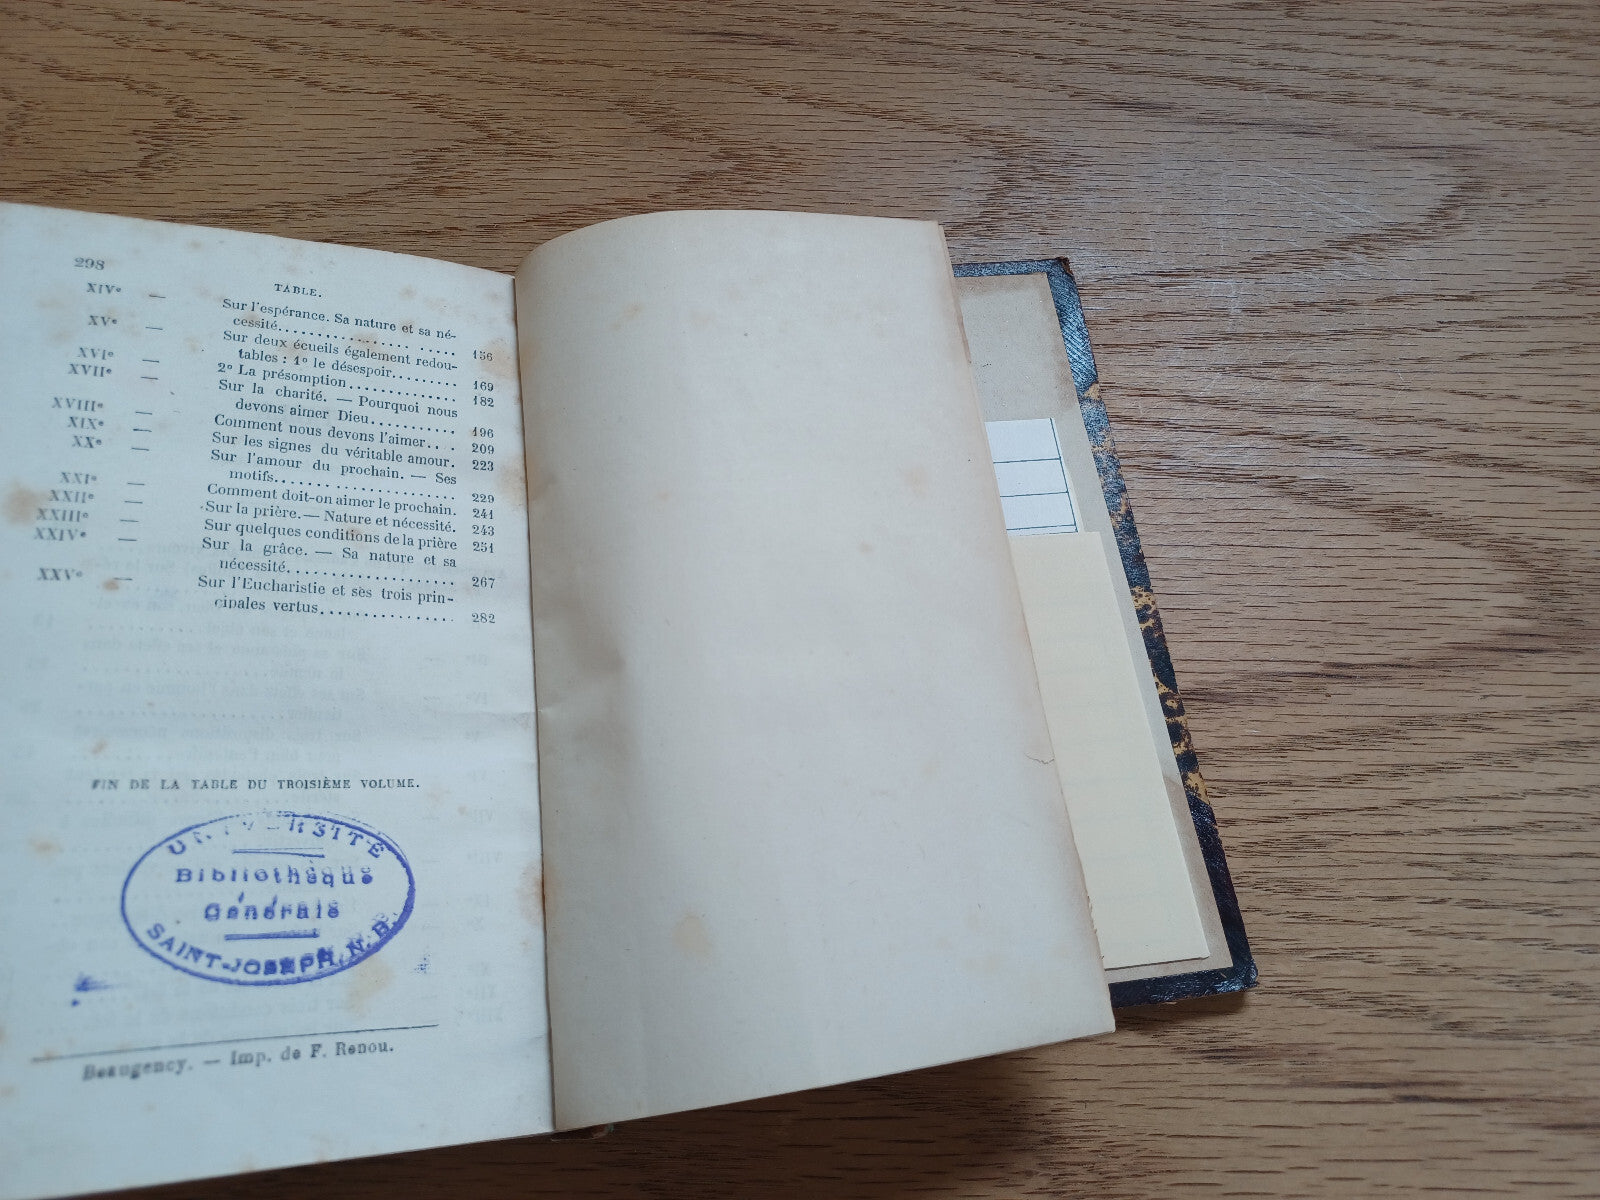 298
TABLE.
XIVe — Sur l'espérance. Sa nature et sa né-
cessité.................. ..... 156
XVe — Sur deux écueils également redou-
tables : 1º le désespoir......... 169
XVIe — 2º La présomption.............. 182
XVIIe — Sur la charité. — Pourquoi nous
devons aimer Dieu........... 196
XVIIIe — Comment nous devons l'aimer.. . . 209
XIXe — Sur les signes du véritable amour. 223
XXe — Sur l'amour du prochain. — Ses
motifs........................ 229
XXIe — Comment doit-on aimer le prochain. 241
XXIIe — Sur la prière.— Nature et nécessité. 243
XXIIIe — Sur quelques conditions de la prière 251
XXIVe — Sur la grâce. — Sa nature et sa
nécessité...................... 267
XXVe — Sur l'Eucharistie et ses trois prin-
cipales vertus.................. 282
FIN DE LA TABLE DU TROISIÈME VOLUME.
UNIVERSITÉ
Bibliothèque
Générale
SAINT-JOSEPH, N. B.
Beaugency. — Imp. de F. Renou.